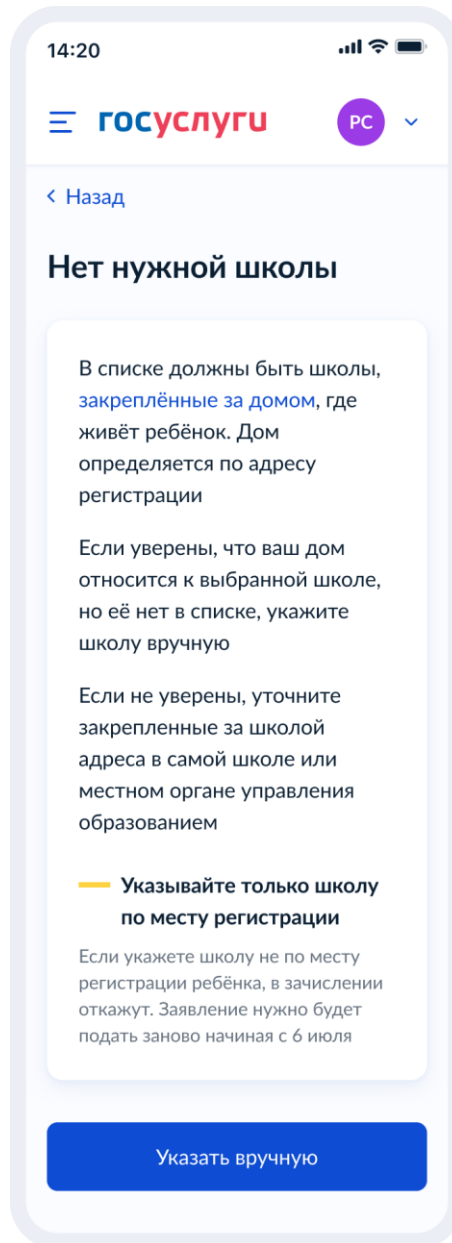 14:20
госуслуги
РС
Назад
Нет нужной школы
В списке должны быть школы,
закреплённые за домом, где
живёт ребёнок. Дом
определяется по адресу
регистрации
Если уверены, что ваш дом
относится к выбранной школе,
но её нет в списке, укажите
школу вручную
Если не уверены, уточните
закрепленные за школой
адреса в самой школе или
местном органе управления
образованием
Указывайте только школу
по месту регистрации
Если укажете школу не по месту
регистрации ребёнка, в зачислении
откажут. Заявление нужно будет
подать заново начиная с 6 июля
Указать вручную